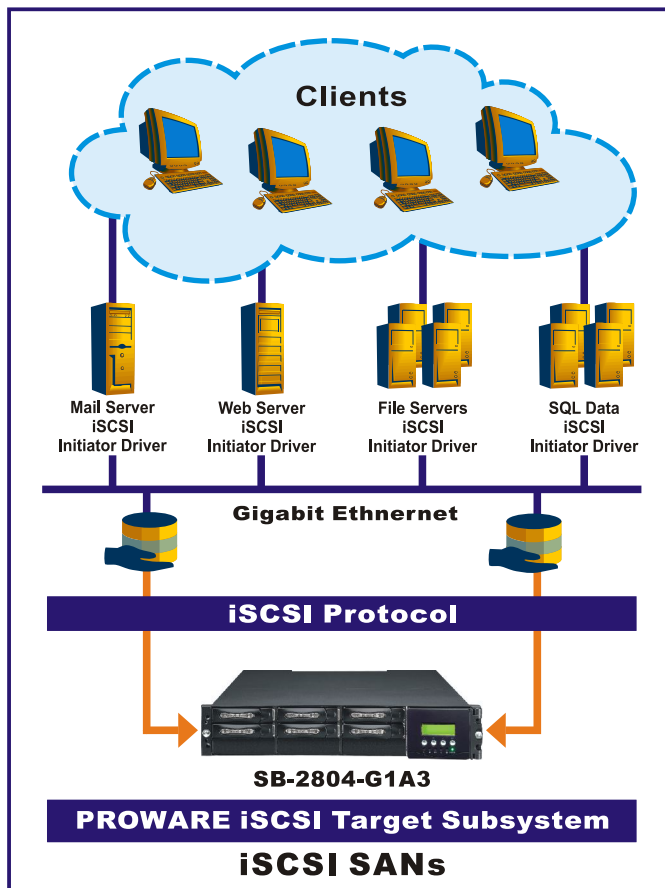 Clients
Mail Server
iSCSI
Initiator Driver
Web Server
iSCSI
Initiator Driver
File Servers
iSCSI
Initiator Driver
SQL Data
iSCSI
Initiator Driver
Gigabit Ethnernet
iSCSI Protocol
SB-2804-G1A3
PROWARE iSCSI Target Subsystem
iSCSI SANs